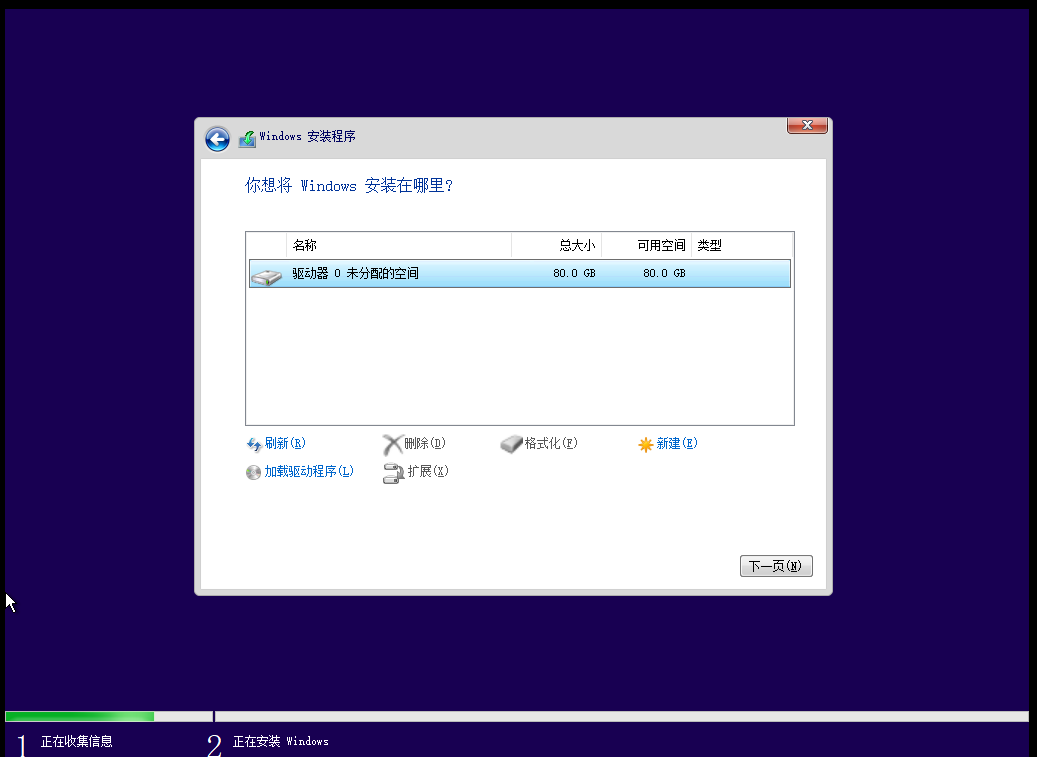 Windows 安装程序
你想将 Windows 安装在哪里?
名称 总大小 可用空间 类型
驱动器 0 未分配的空间 80.0 GB 80.0 GB
刷新(R) 删除(D) 格式化(F) 新建(E)
加载驱动程序(L) 扩展(X)
下一页(N)
1 正在收集信息 2 正在安装 Windows